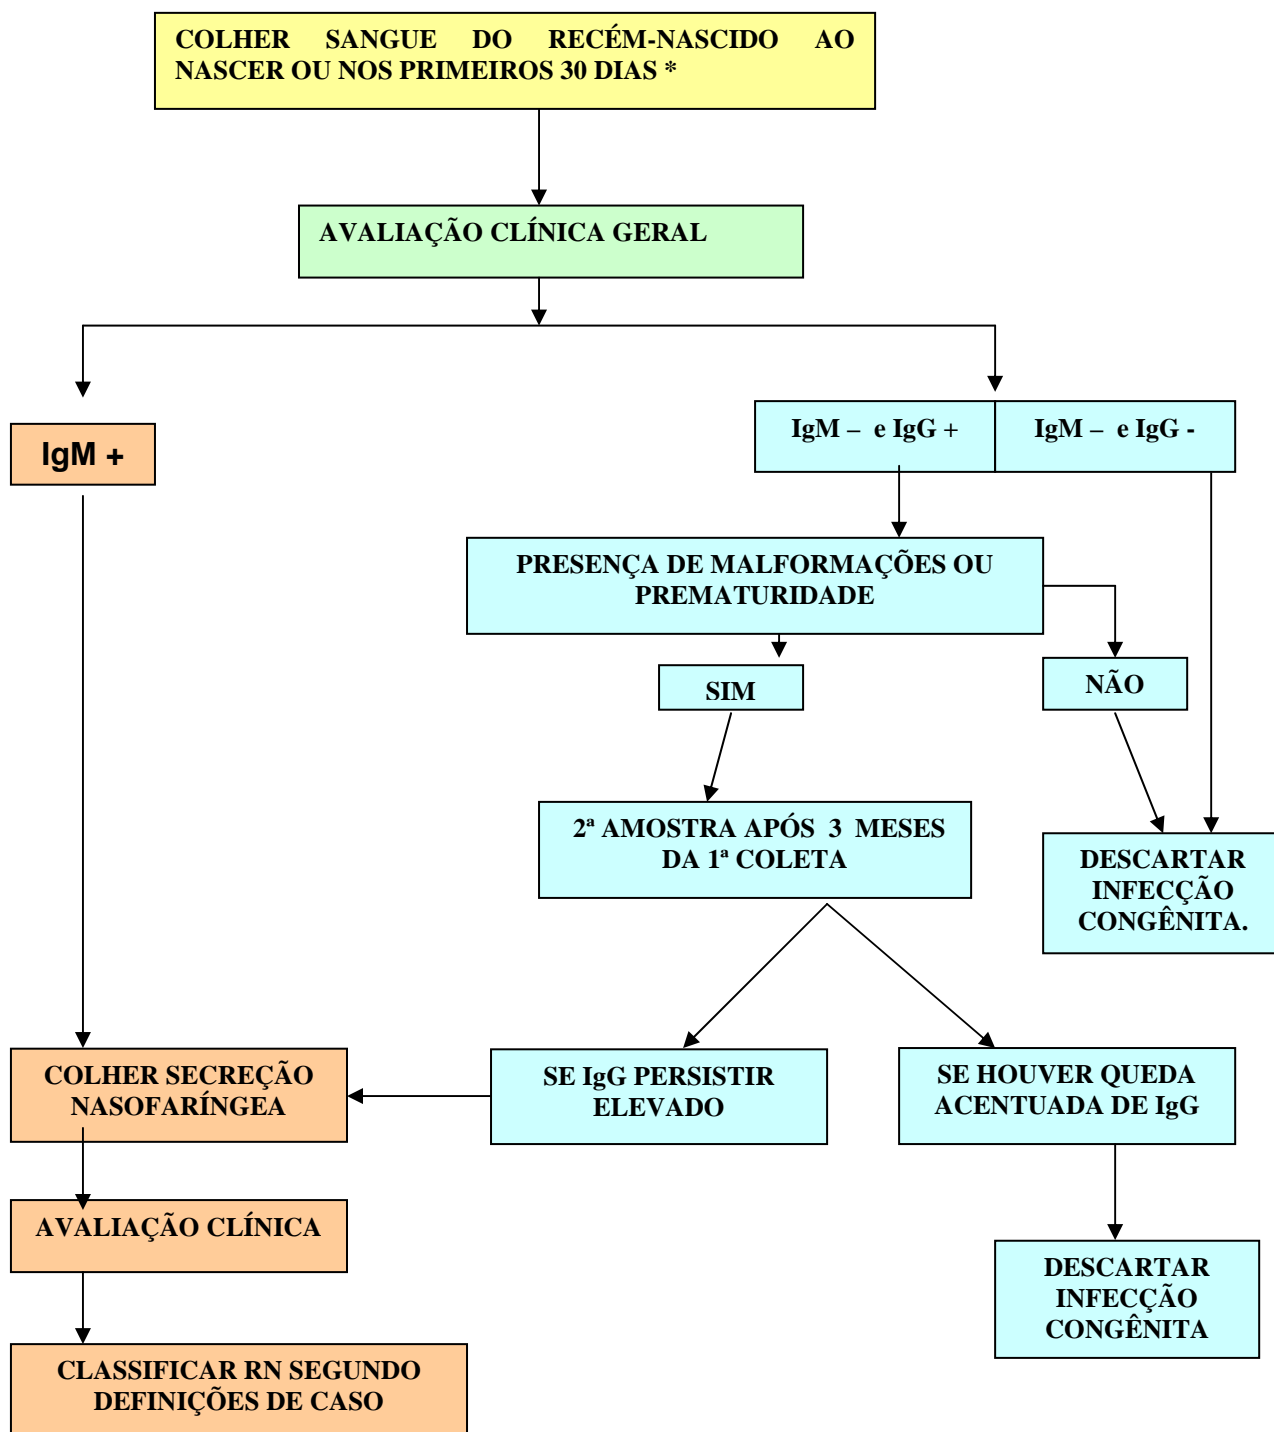 COLHER SANGUE DO RECÉM-NASCIDO AO
NASCER OU NOS PRIMEIROS 30 DIAS *
AVALIAÇÃO CLÍNICA GERAL
IgM +
IgM – e IgG +
IgM – e IgG -
PRESENÇA DE MALFORMAÇÕES OU
PREMATURIDADE
SIM
NÃO
2ª AMOSTRA APÓS 3 MESES
DA 1ª COLETA
DESCARTAR
INFECÇÃO
CONGÊNITA.
COLHER SECREÇÃO
NASOFARÍNGEA
SE IgG PERSISTIR
ELEVADO
SE HOUVER QUEDA
ACENTUADA DE IgG
AVALIAÇÃO CLÍNICA
DESCARTAR
INFECÇÃO
CONGÊNITA
CLASSIFICAR RN SEGUNDO
DEFINIÇÕES DE CASO